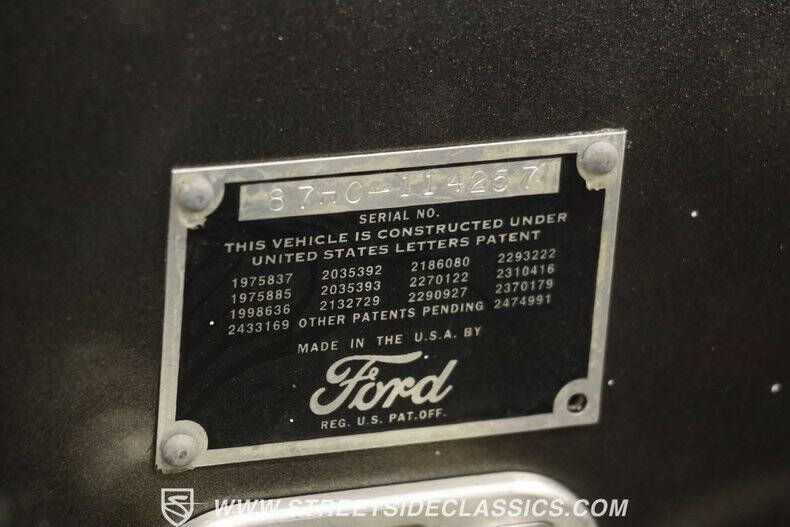 87HC-114257
SERIAL NO.
THIS VEHICLE IS CONSTRUCTED UNDER
UNITED STATES LETTERS PATENT
1975837 2035392 2186080 2293222
1975885 2035393 2270122 2310416
1998636 2132729 2290927 2370179
2433169 OTHER PATENTS PENDING 2474991
MADE IN THE U.S.A. BY
Ford
REG. U.S. PAT. OFF.
WWW.STREETSIDECLASSICS.COM